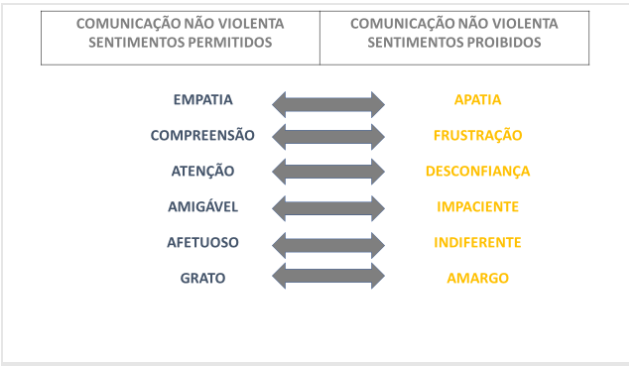 COMUNICAÇÃO NÃO VIOLENTA
SENTIMENTOS PERMITIDOS
COMUNICAÇÃO NÃO VIOLENTA
SENTIMENTOS PROIBIDOS
EMPATIA APATIA
COMPREENSÃO FRUSTRAÇÃO
ATENÇÃO DESCONFIANÇA
AMIGÁVEL IMPACIENTE
AFETUOSO INDIFERENTE
GRATO AMARGO